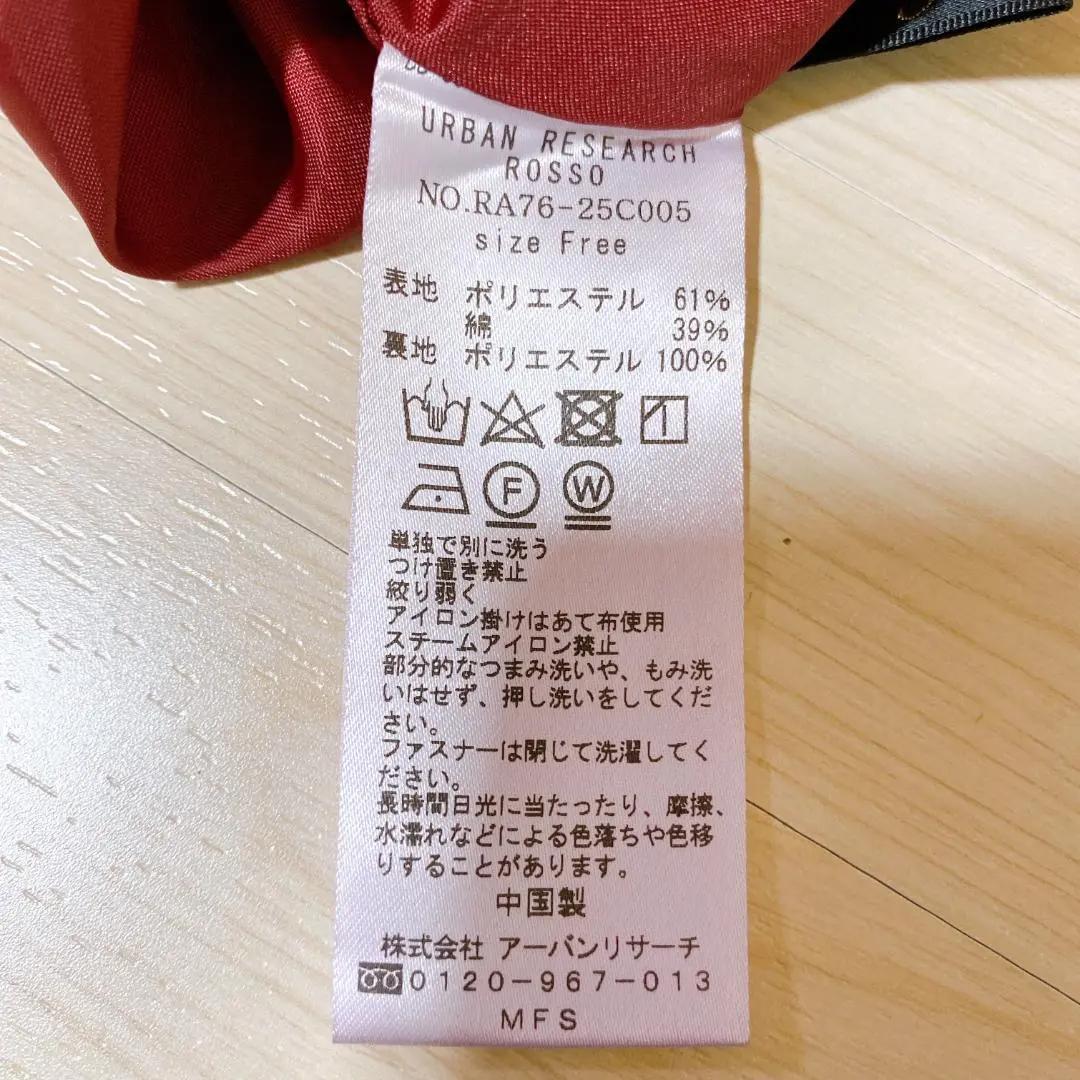 URBAN RESEARCH
ROSSO
NO.RA76-25C005
size Free
表地 ポリエステル 61%
綿 39%
裏地 ポリエステル 100%
F W
単独で別に洗う
つけ置き禁止
絞り弱く
アイロン掛けはあて布使用
スチームアイロン禁止
部分的なつまみ洗いや、もみ洗
いはせず、押し洗いをしてくだ
さい。
ファスナーは閉じて洗濯してく
ださい。
長時間日光に当たったり、摩擦、
水濡れなどによる色落ちや色移
りすることがあります。
中国製
株式会社 アーバンリサーチ
0120-967-013
MFS